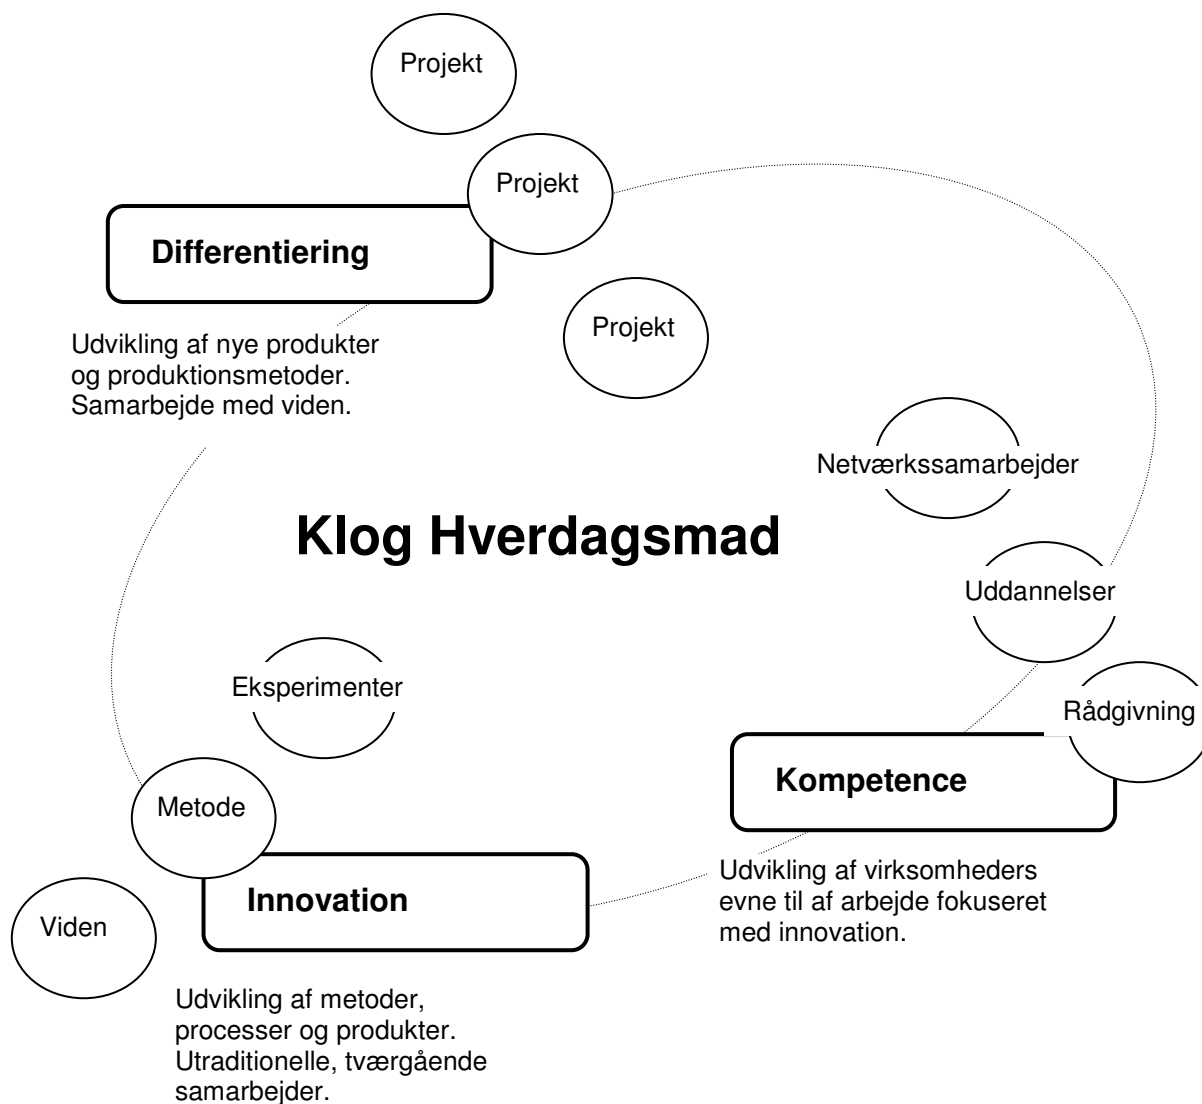 Projekt
Projekt
Differentiering
Projekt
Udvikling af nye produkter
og produktionsmetoder.
Samarbejde med viden.
Netværkssamarbejder
Klog Hverdagsmad
Uddannelser
Eksperimenter
Rådgivning
Kompetence
Metode
Udvikling af virksomheders
evne til af arbejde fokuseret
med innovation.
Innovation
Viden
Udvikling af metoder,
processer og produkter.
Utraditionelle, tværgående
samarbejder.